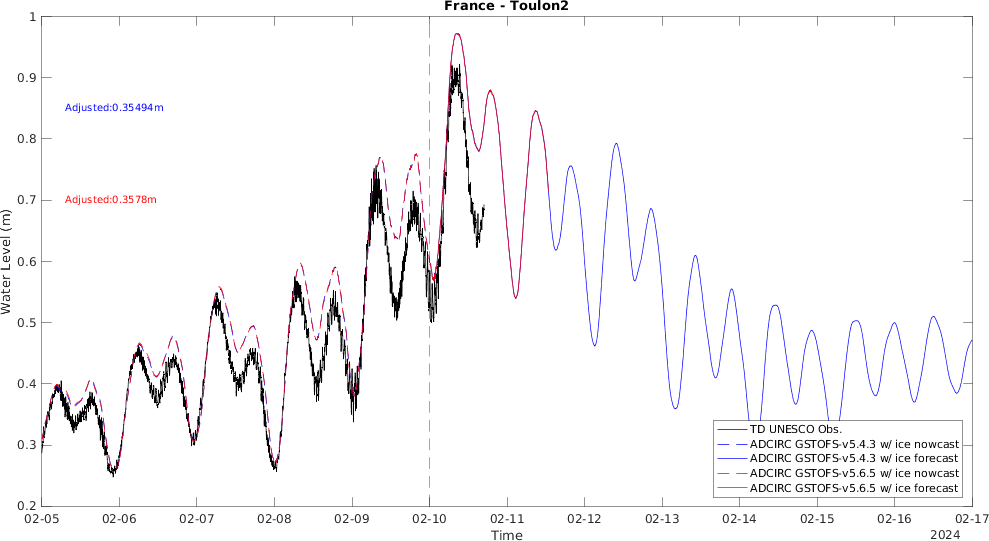 France - Toulon2
1
0.9
0.8
0.7
0.6
0.5
0.4
0.3
0.2
Water Level (m)
Adjusted:0.35494m
Adjusted:0.3578m
TD UNESCO Obs.
ADCIRC GSTOFS-v5.4.3 w/ ice nowcast
ADCIRC GSTOFS-v5.4.3 w/ ice forecast
ADCIRC GSTOFS-v5.6.5 w/ ice nowcast
ADCIRC GSTOFS-v5.6.5 w/ ice forecast
02-05 02-06 02-07 02-08 02-09 02-10 02-11 02-12 02-13 02-14 02-15 02-16 02-17
Time
2024